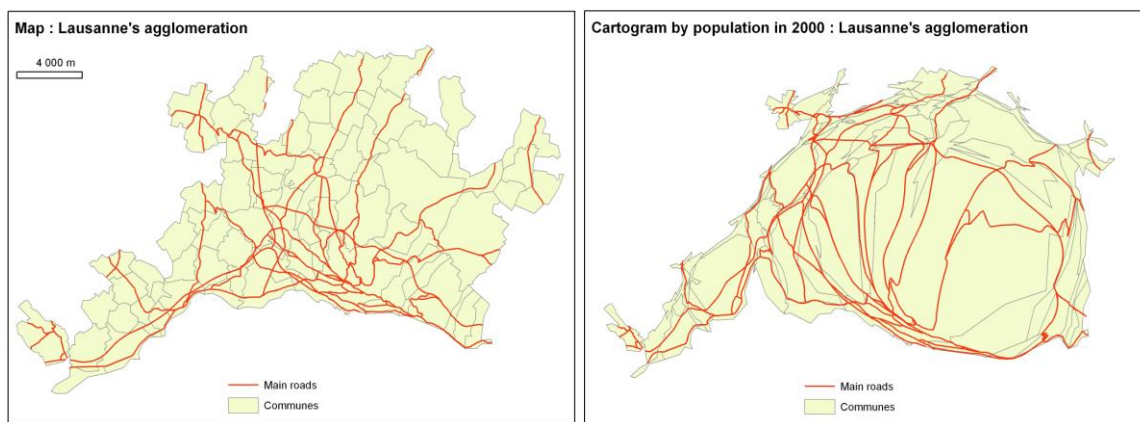 Map : Lausanne's agglomeration
4 000 m
Main roads
Communes
Cartogram by population in 2000 : Lausanne's agglomeration
Main roads
Communes